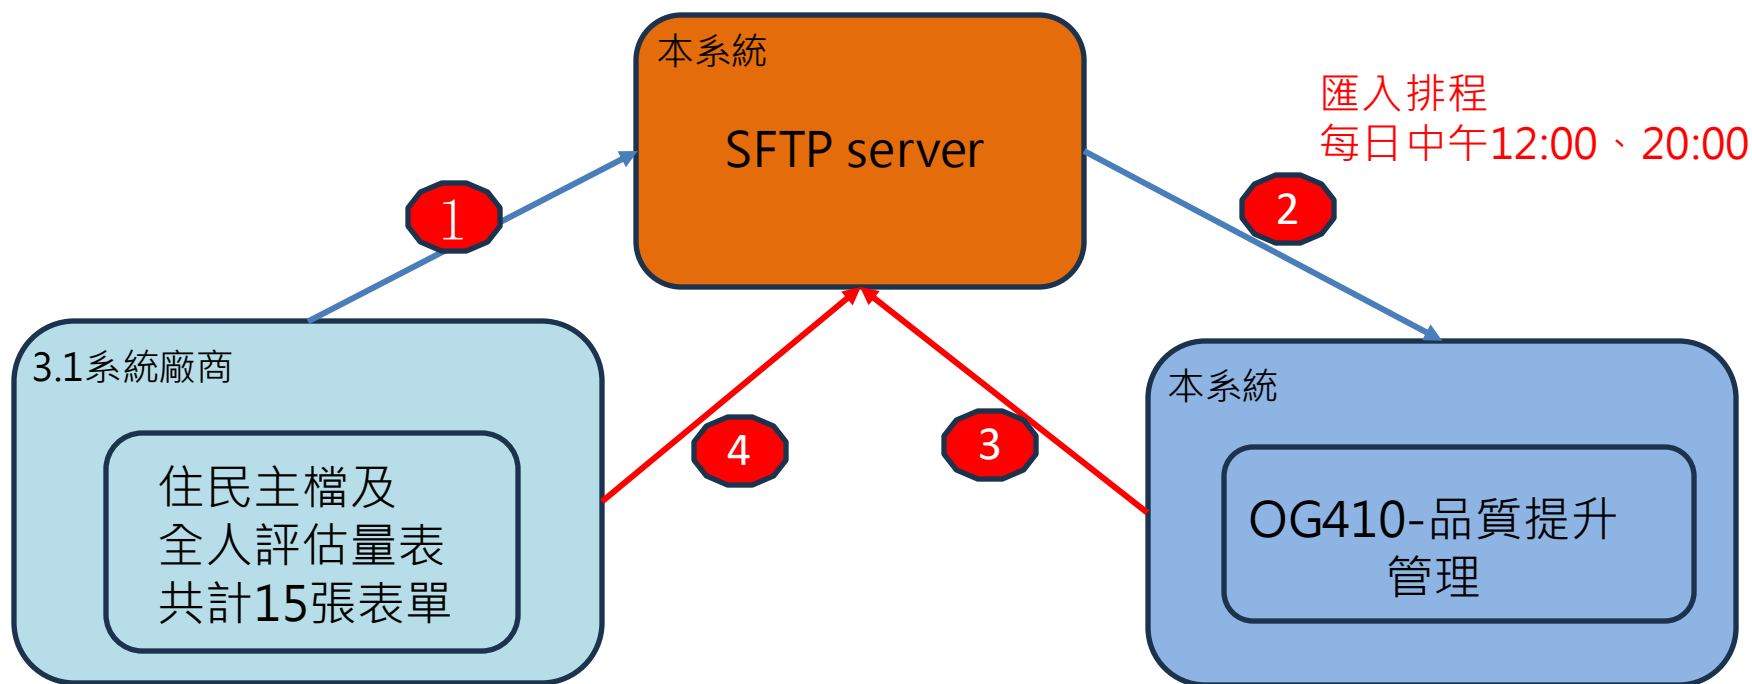 本系統
SFTP server
匯入排程
每日中午12:00、20:00
1
2
3.1系統廠商
住民主檔及
全人評估量表
共計15張表單
4
3
本系統
OG410-品質提升
管理